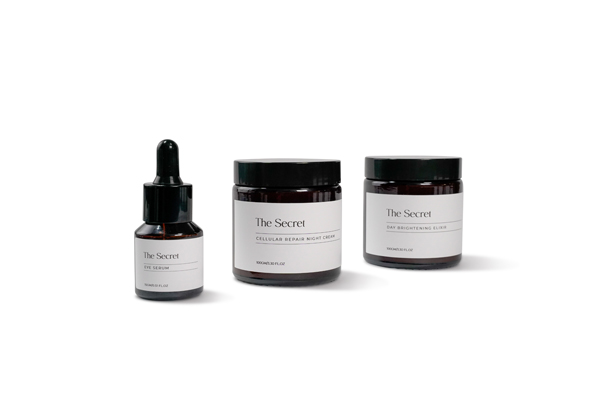 The Secret
EYE SERUM
The Secret
CELLULAR REPAIR NIGHT CREAM
The Secret
DAY BRIGHTENING ELIXIR